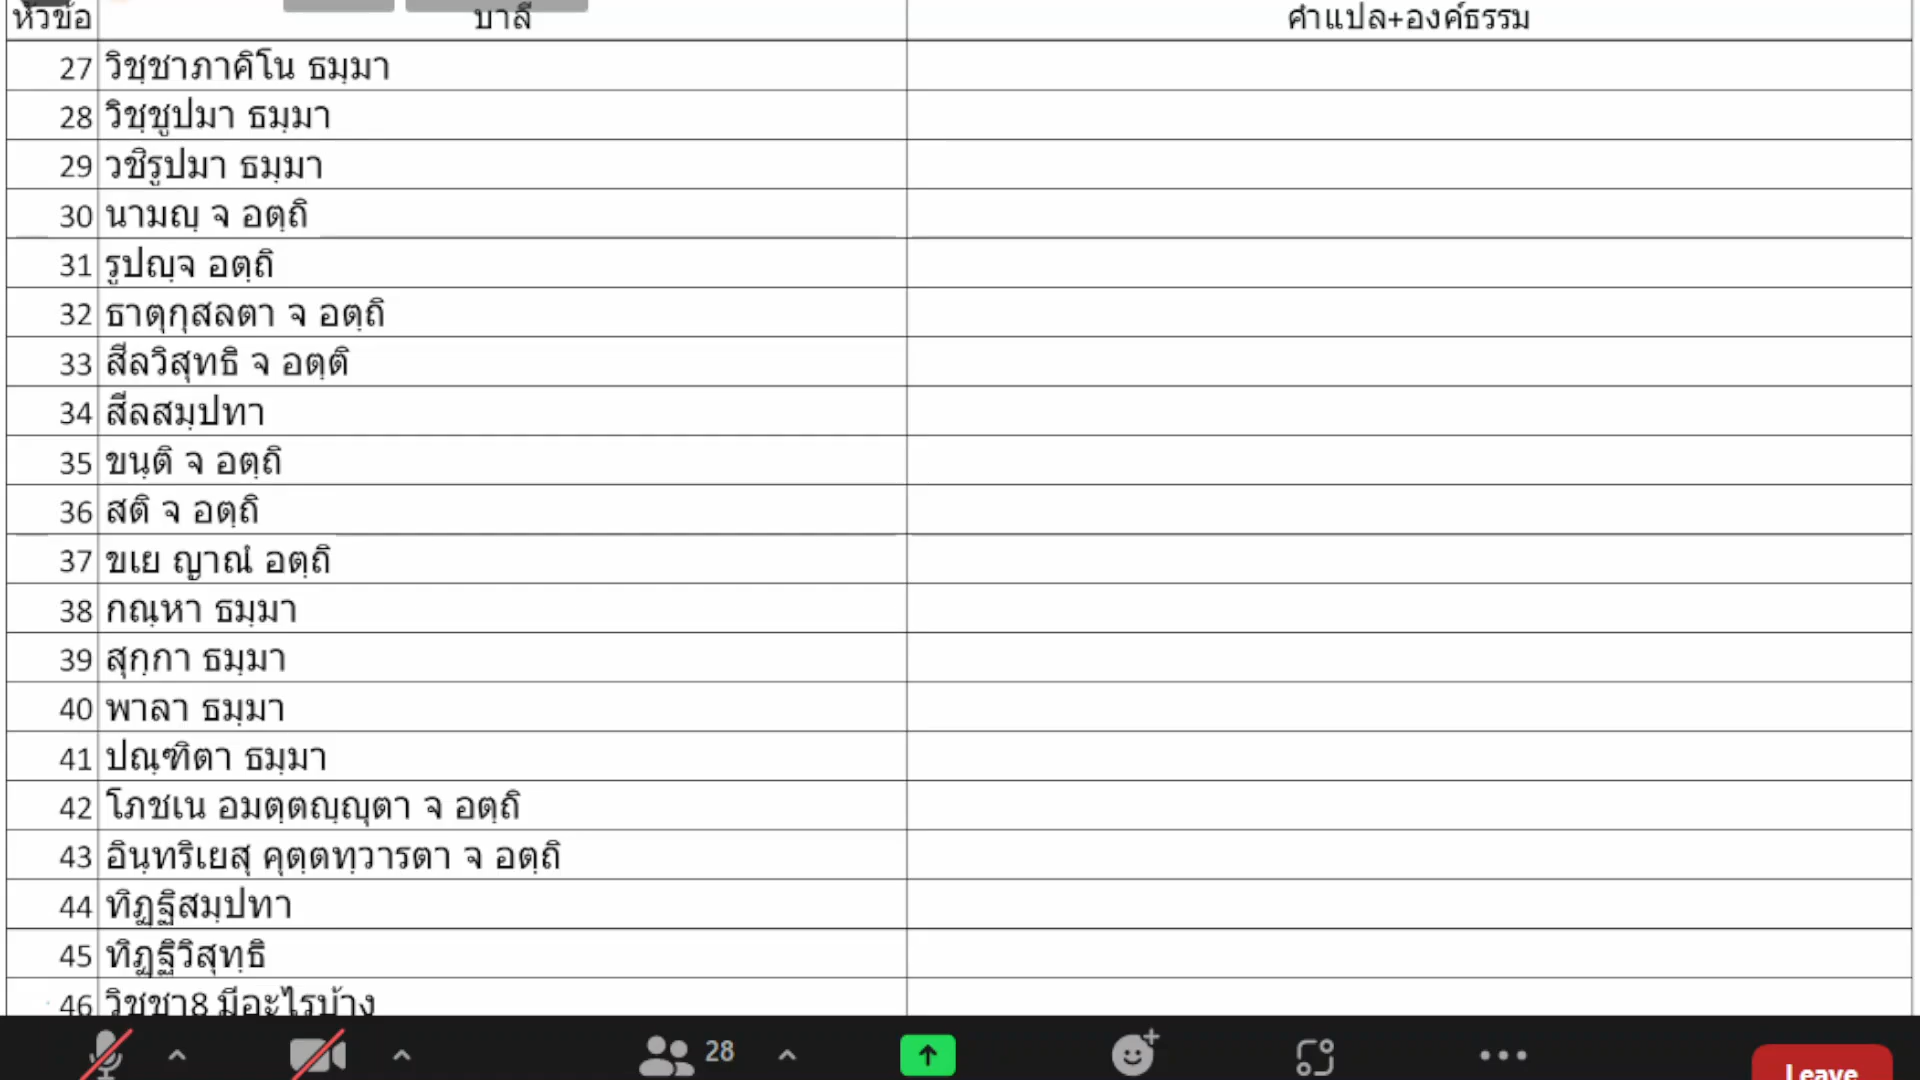 หัวข้อ บาลี คำแปล+องค์ธรรม
27 วิชฺชาภาคิโน ธมฺมา
28 วิชฺชูปมา ธมฺมา
29 วชิรูปมา ธมฺมา
30 นามญฺ จ อตฺถิ
31 รูปญฺจ อตฺถิ
32 ธาตุกุสลตา จ อตฺถิ
33 สีลวิสุทธิ จ อตฺติ
34 สีลสมฺปทา
35 ขนฺติ จ อตฺถิ
36 สติ จ อตฺถิ
37 ขเย ญาณํ อตฺถิ
38 กณฺหา ธมฺมา
39 สุกฺกา ธมฺมา
40 พาลา ธมฺมา
41 ปณฺฑิตา ธมฺมา
42 โภชเน อมตฺตญฺญุตา จ อตฺถิ
43 อินฺทริเยสุ คุตฺตทฺวารตา จ อตฺถิ
44 ทิฏฐิสมฺปทา
45 ทิฏฐิวิสุทฺธิ
46 วิชชา8 มีอะไรบ้าง
28
Leave